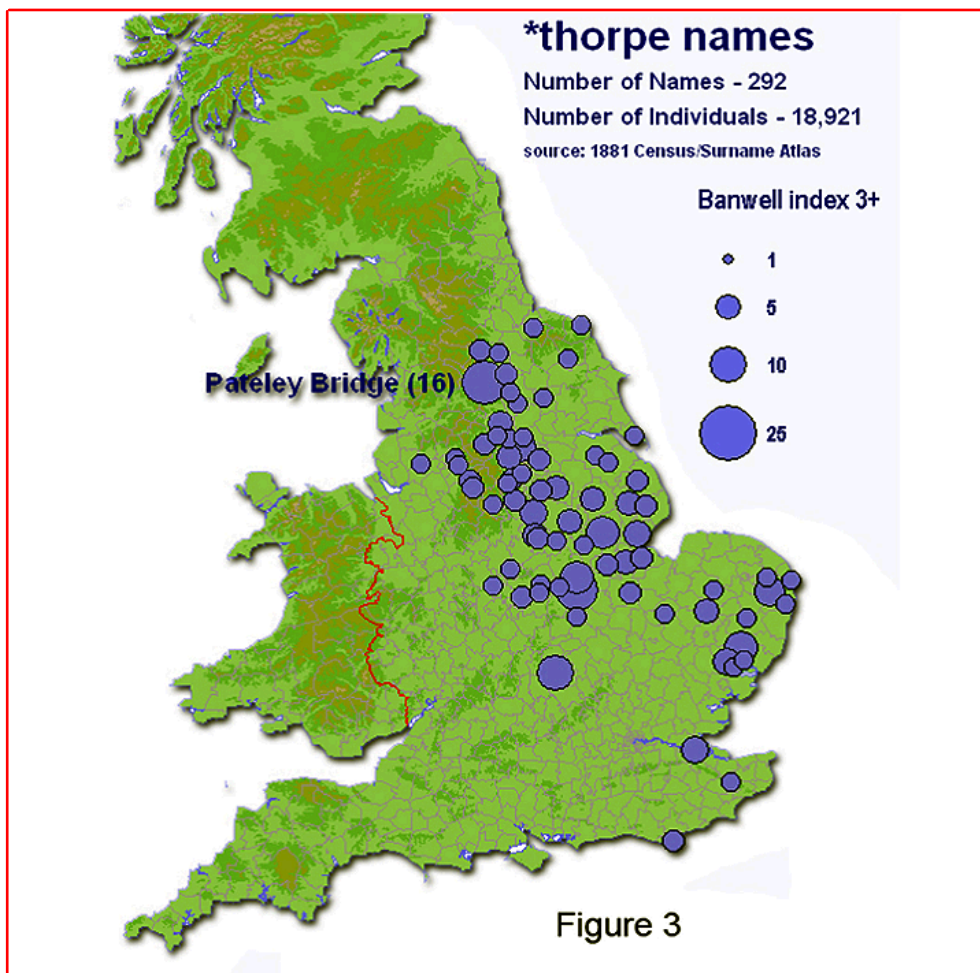 *thorpe names
Number of Names - 292
Number of Individuals - 18,921
source: 1881 Census/Surname Atlas
Banwell index 3+
1
5
10
25
Pateley Bridge (16)
Figure 3